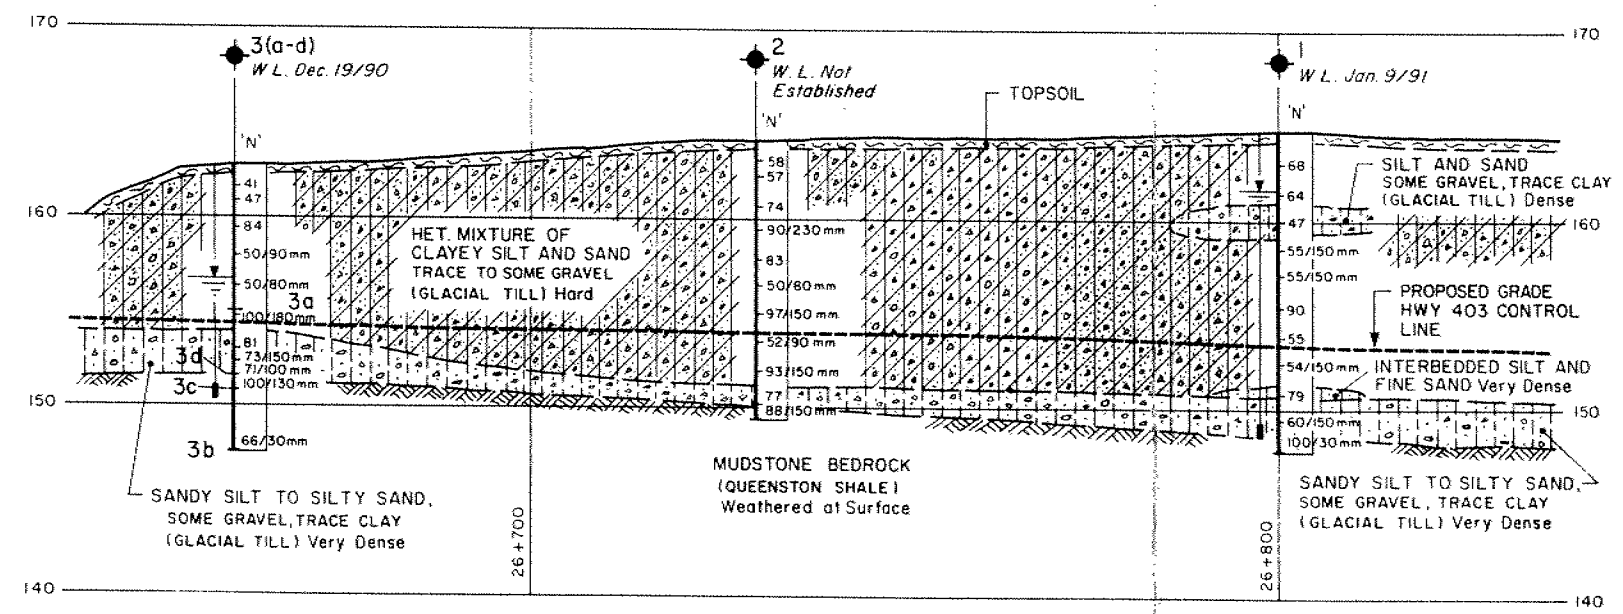 170
170
3(a-d)
W.L. Dec. 19/90
2
W.L. Not
Established
1
W.L. Jan. 9/91
TOPSOIL
'N'
'N'
'N'
41
47
84
50/90mm
50/80mm
3a
100/180mm
81
3d
73/150mm
71/100mm
3c
100/130mm
3b
66/30mm
58
57
74
90/230mm
83
50/80mm
97/150 mm
52/90 mm
93/150mm
77
88/150mm
68
64
47
55/150mm
55/150mm
90
55
54/150mm
79
60/150mm
100/30mm
SILT AND SAND
SOME GRAVEL, TRACE CLAY
(GLACIAL TILL) Dense
160
160
HET. MIXTURE OF
CLAYEY SILT AND SAND
TRACE TO SOME GRAVEL
(GLACIAL TILL) Hard
PROPOSED GRADE
HWY 403 CONTROL
LINE
INTERBEDDED SILT AND
FINE SAND Very Dense
150
150
MUDSTONE BEDROCK
(QUEENSTON SHALE)
Weathered at Surface
SANDY SILT TO SILTY SAND,
SOME GRAVEL, TRACE CLAY
(GLACIAL TILL) Very Dense
SANDY SILT TO SILTY SAND,
SOME GRAVEL, TRACE CLAY
(GLACIAL TILL) Very Dense
26+700
26+800
140
140